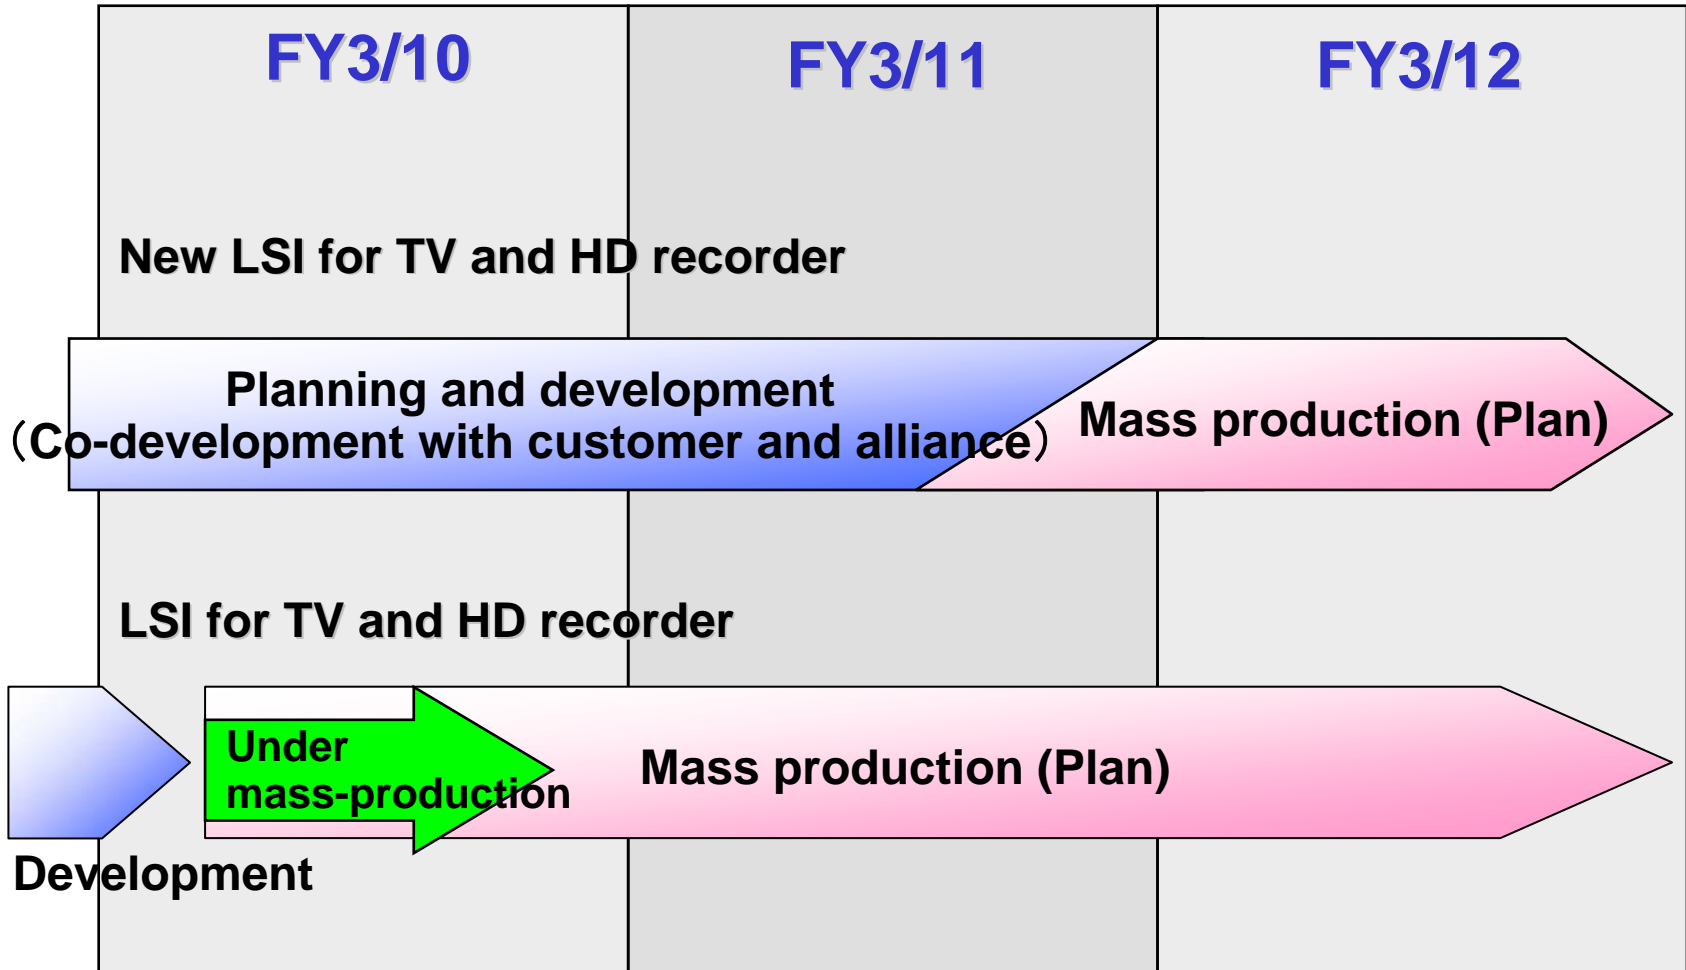 FY3/10
FY3/11
FY3/12
New LSI for TV and HD recorder
Planning and development
（Co-development with customer and alliance）
Mass production (Plan)
LSI for TV and HD recorder
Under
mass-production
Mass production (Plan)
Development